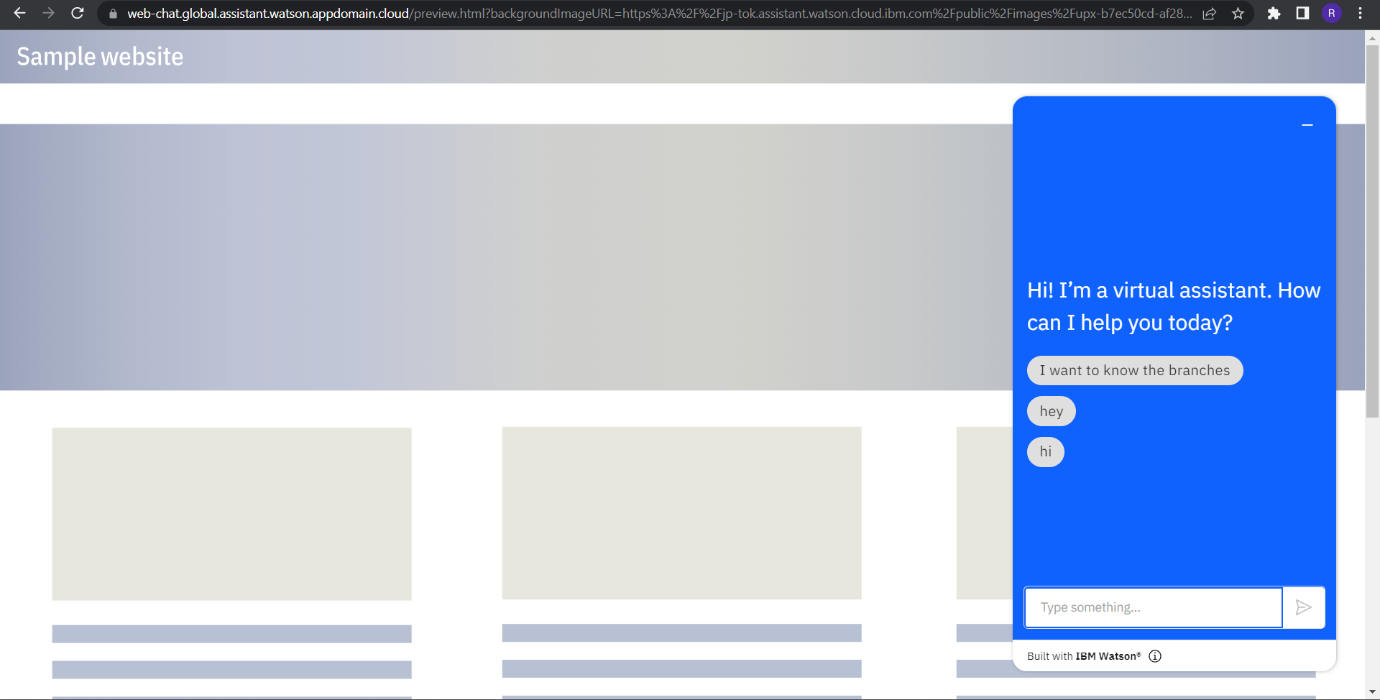 web-chat.global.assistant.watson.appdomain.cloud/preview.html?backgroundImageURL=https%3A%2F%2Fjp-tok.assistant.watson.cloud.ibm.com%2Fpublic%2Fimages%2Fupx-b7ec50cd-af28...
R
Sample website
Hi! I’m a virtual assistant. How
can I help you today?
I want to know the branches
hey
hi
Type something...
Built with IBM Watson®